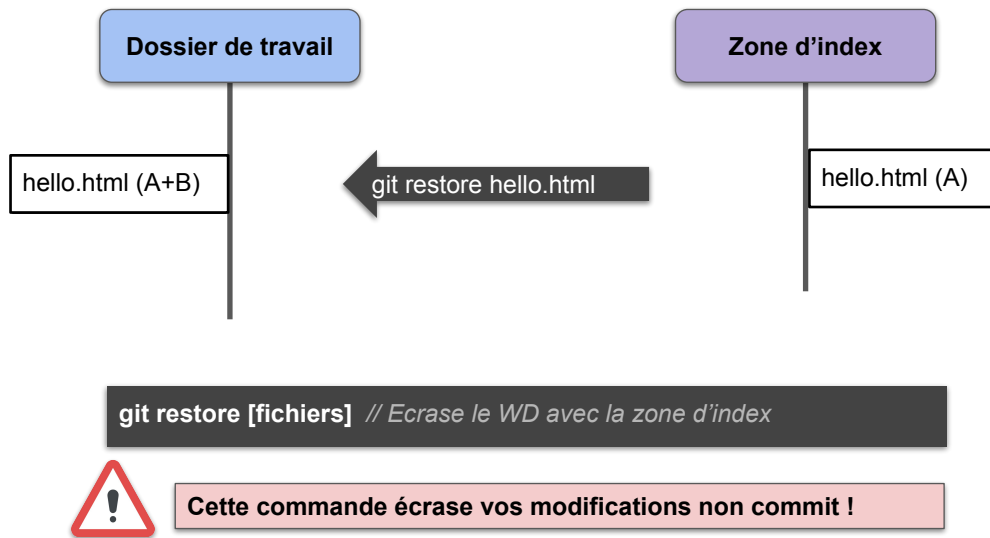 Dossier de travail
Zone d’index
hello.html (A+B)
git restore hello.html
hello.html (A)
git restore [fichiers] // Ecrase le WD avec la zone d’index
!
Cette commande écrase vos modifications non commit !